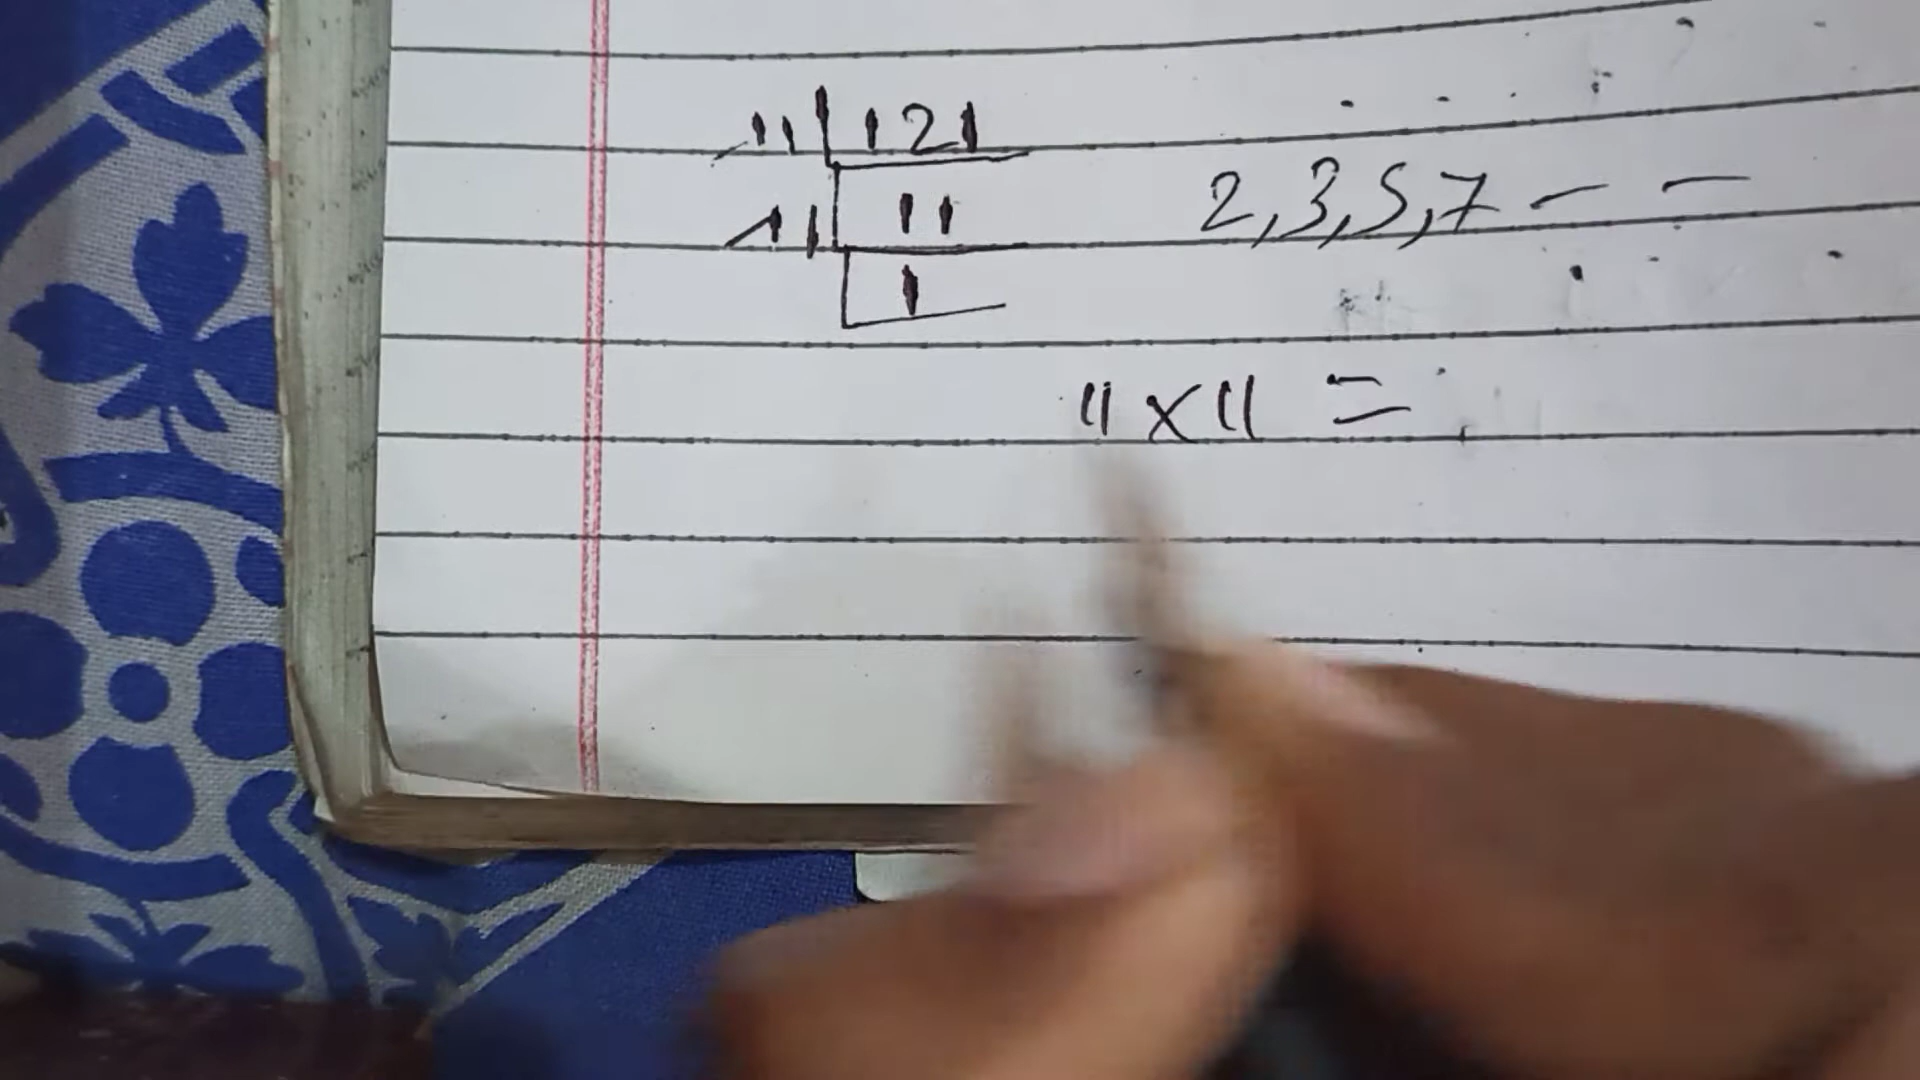 11 | 121
11 | 11
1
2, 3, 5, 7 — —
11 × 11 =